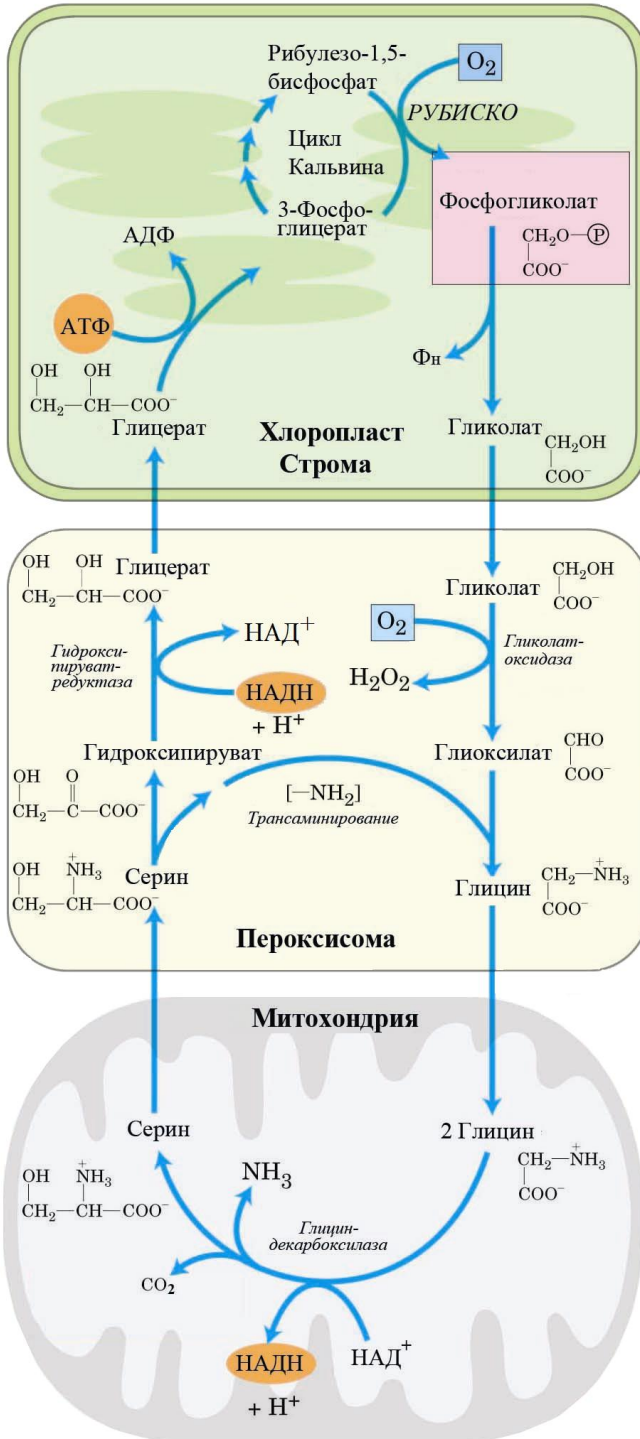 Рибулезо-1,5-
бисфосфат
O2
РУБИСКО
Цикл
Кальвина
3-Фосфо-
глицерат
Фосфогликолат
CH2O—P
COO−
АДФ
АТФ
Фн
OH OH
CH2—CH—COO−
Глицерат
Хлоропласт
Строма
Гликолат
CH2OH
COO−
Глицерат
OH OH
CH2—CH—COO−
Гликолат
CH2OH
COO−
O2
Гликолат-
оксидаза
H2O2
Гидрокси-
пируват-
редуктаза
НАД+
НАДН
+ H+
Гидроксипируват
Глиоксилат
CHO
COO−
OH O
CH2—C—COO−
[—NH2]
Трансаминирование
OH +NH3
CH2—CH—COO−
Серин
Глицин
CH2—+NH3
COO−
Пероксисома
Митохондрия
Серин
2 Глицин
OH +NH3
CH2—CH—COO−
CH2—+NH3
COO−
NH3
Глицин-
декарбоксилаза
CO2
НАДН
+ H+
НАД+